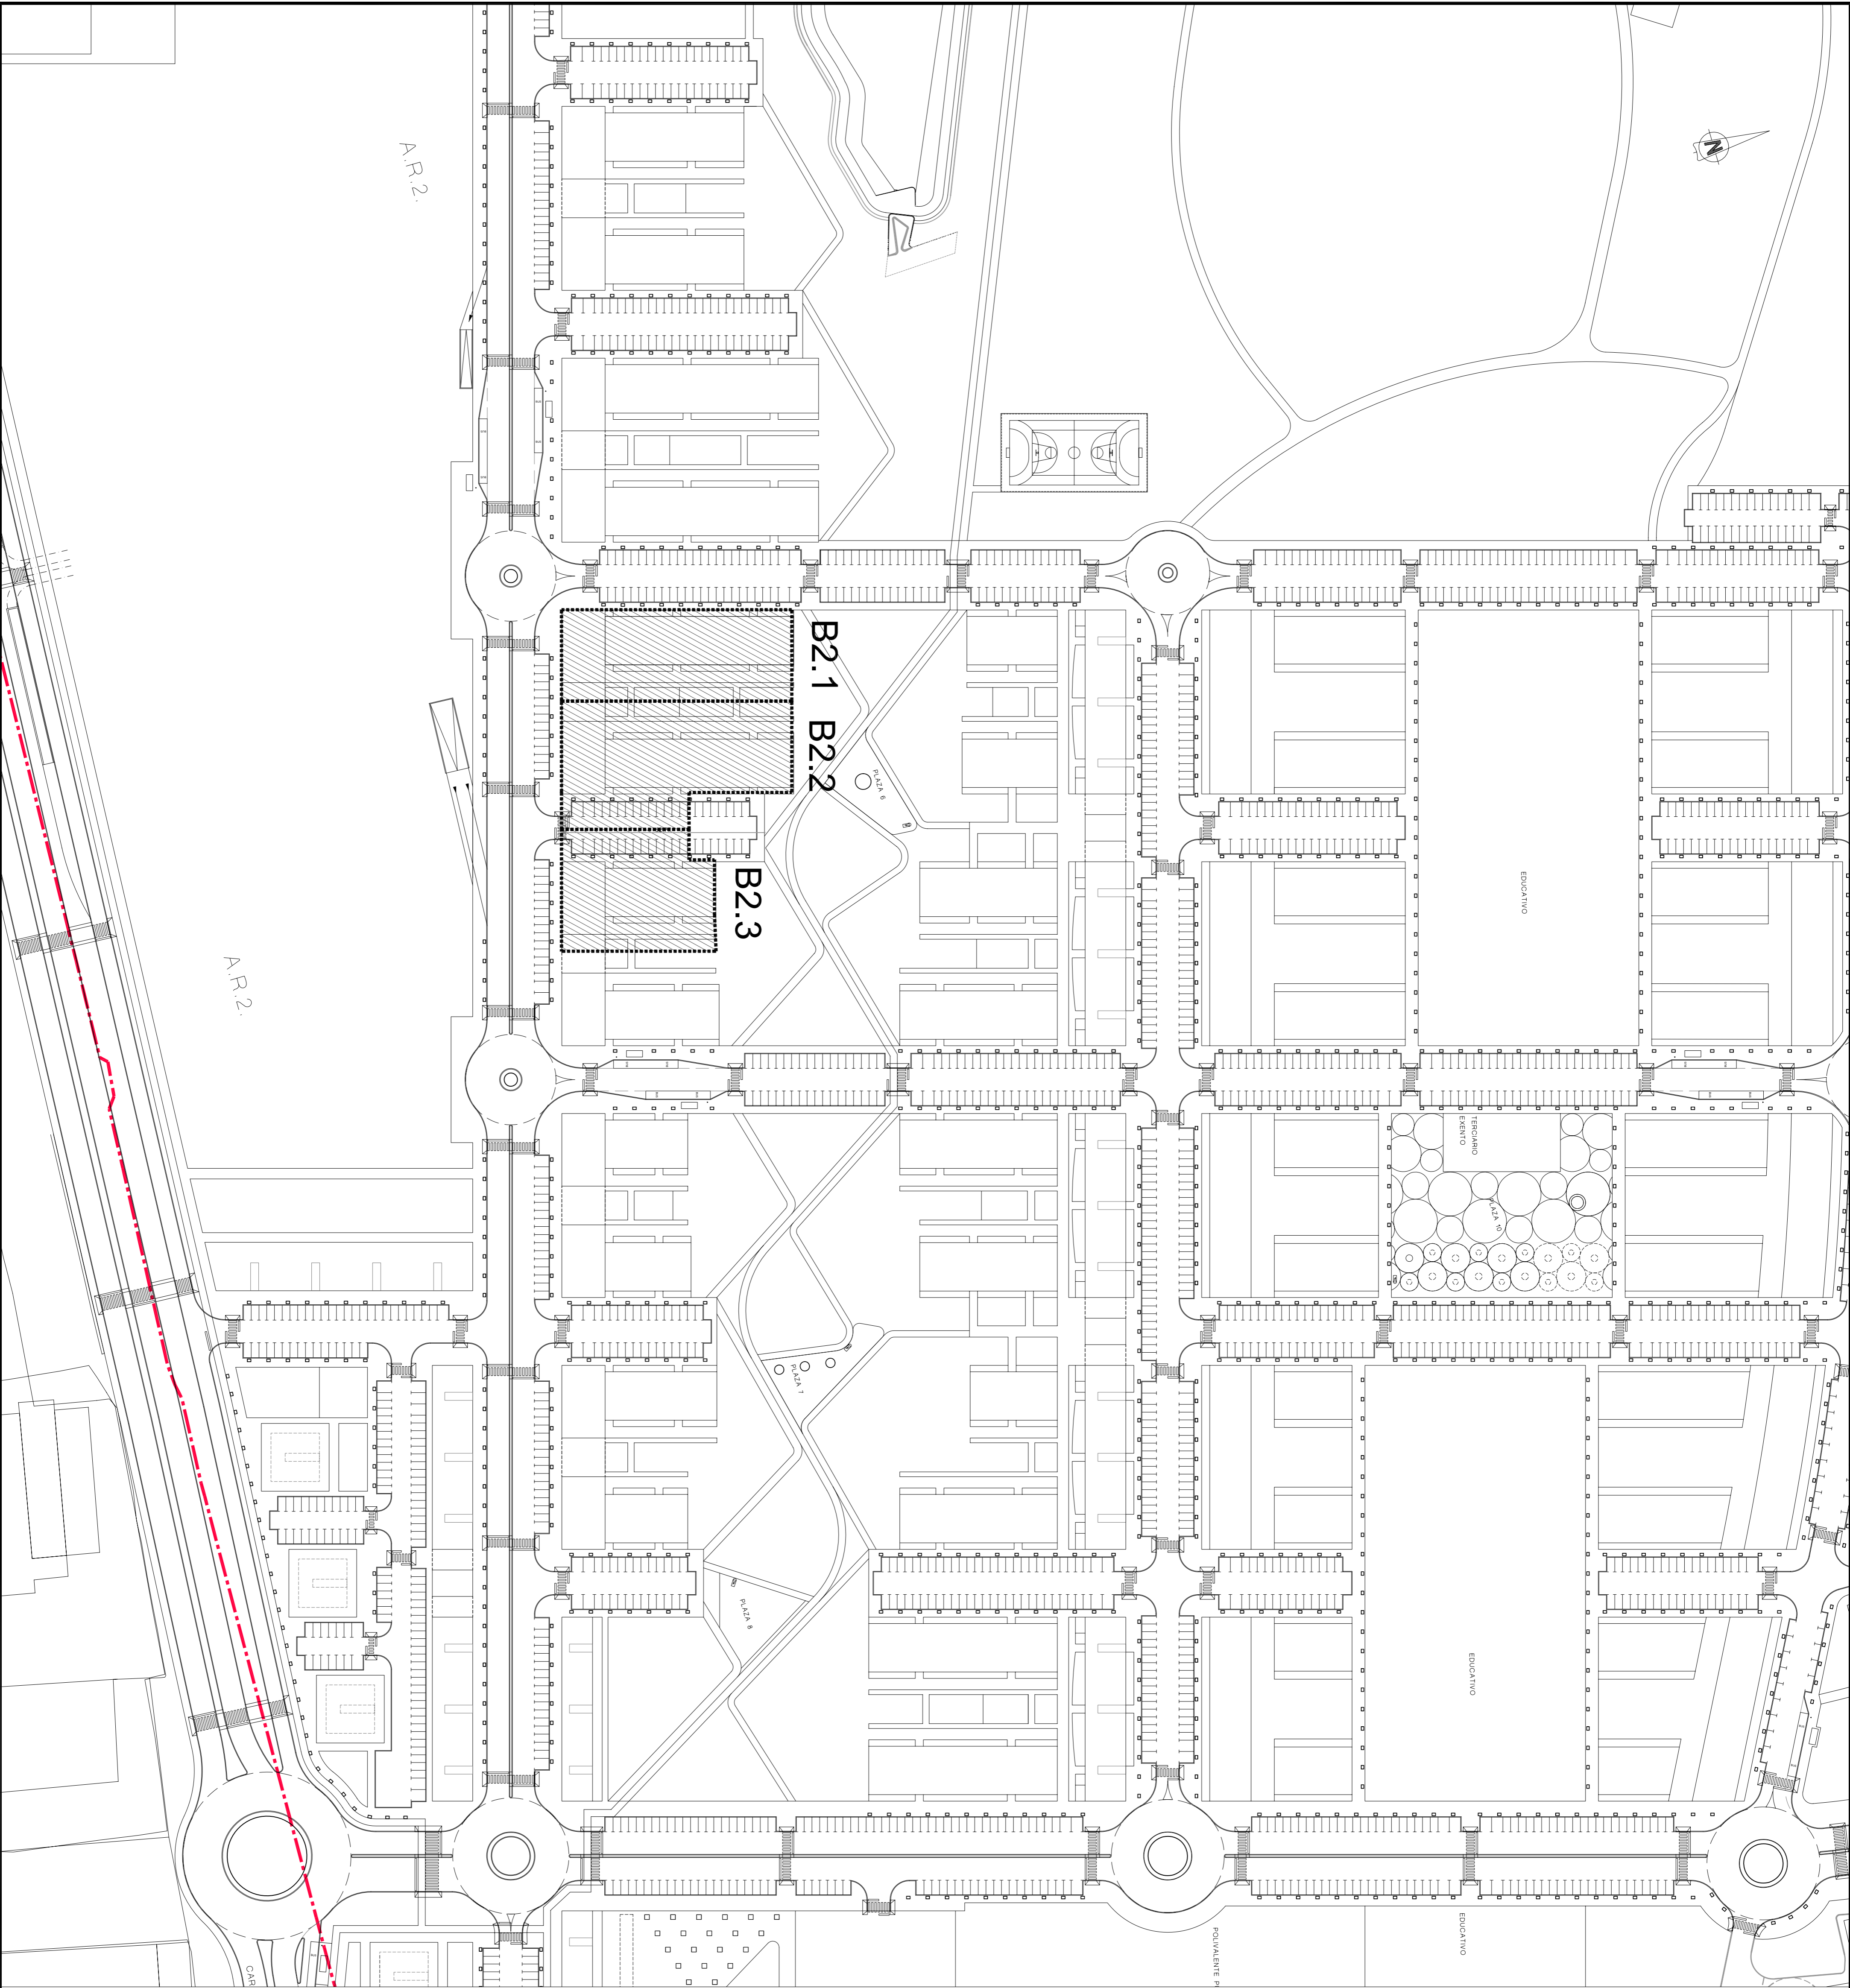 A.R.2.
N
B2.1
B2.2
PLAZA 6
B2.3
EDUCATIVO
A.R.2.
TERCIARIO
EXENTO
PLAZA 10
PLAZA 7
PLAZA 8
EDUCATIVO
EDUCATIVO
POLIVALENTE P
CAR